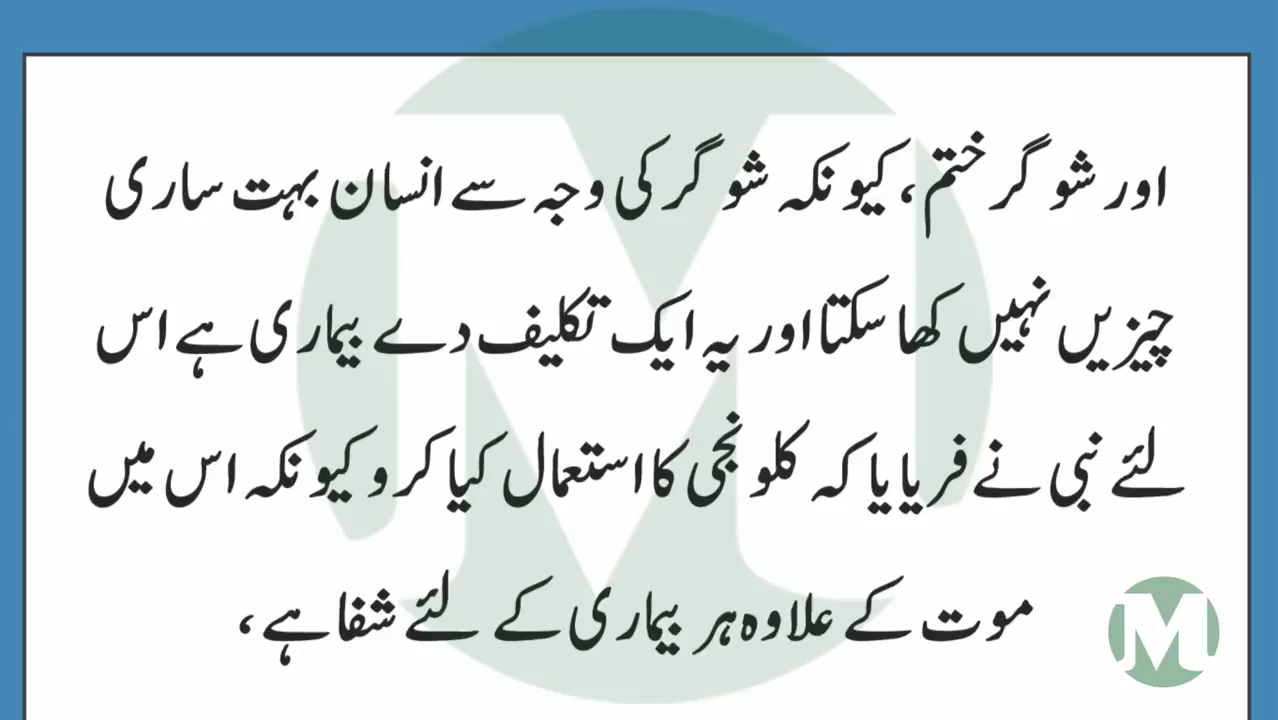 اور شوگر ختم، کیونکہ شوگر کی وجہ سے انسان بہت ساری
چیزیں نہیں کھا سکتا اور یہ ایک تکلیف دے بیماری ہے اس
لئے نبی نے فریایا کہ کلونجی کا استعمال کیا کرو کیونکہ اس میں
موت کے علاوہ ہر بیماری کے لئے شفا ہے،
M